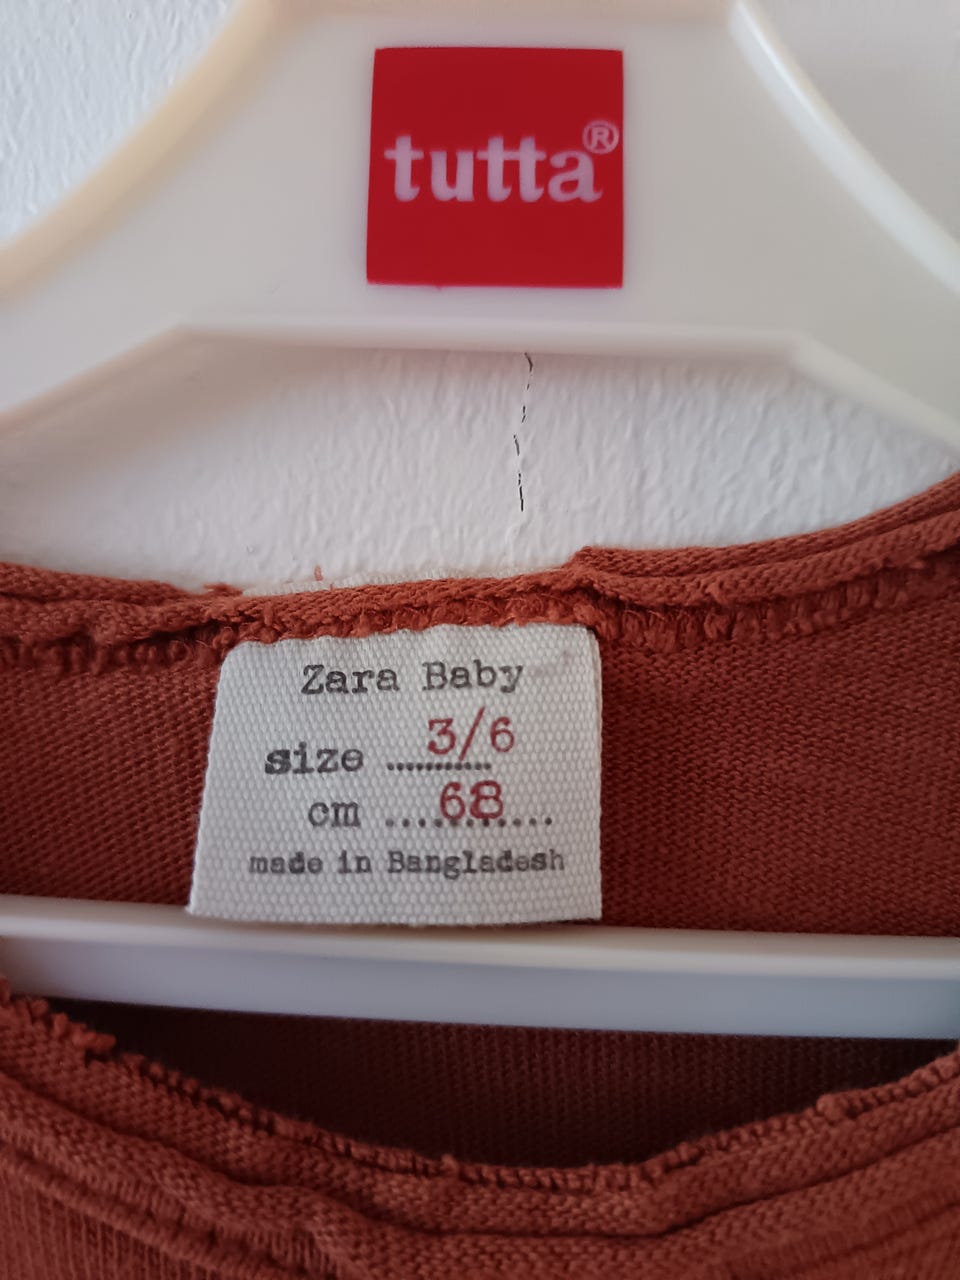 tutta®
Zara Baby
size 3/6
cm 68
made in Bangladesh